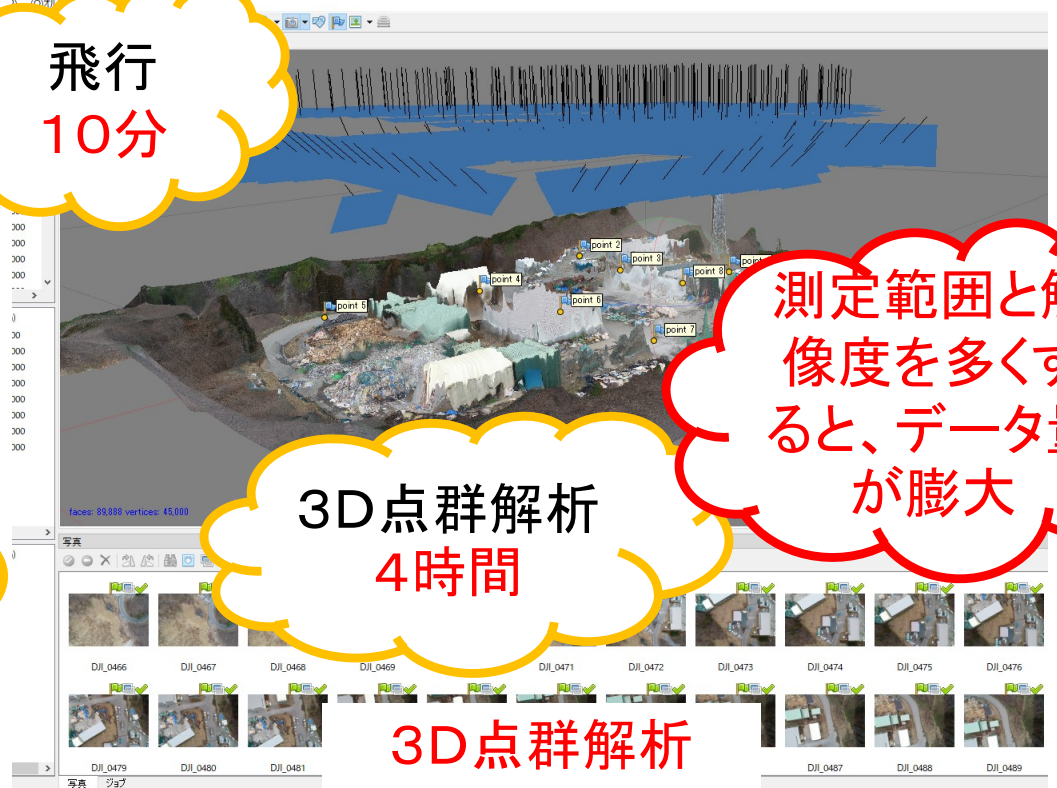 飛行
10分
point 2
point 3
point 4
point 8
point 6
point 5
point 7
測定範囲と解
像度を多くす
ると、データ量
が膨大
3D点群解析
4時間
faces: 89,888 vertices: 45,000
写真
DJI_0466
DJI_0467
DJI_0468
DJI_0469
DJI_0471
DJI_0472
DJI_0473
DJI_0474
DJI_0475
DJI_0476
DJI_0479
DJI_0480
DJI_0481
DJI_0487
DJI_0488
DJI_0489
3D点群解析
写真 ジョブ